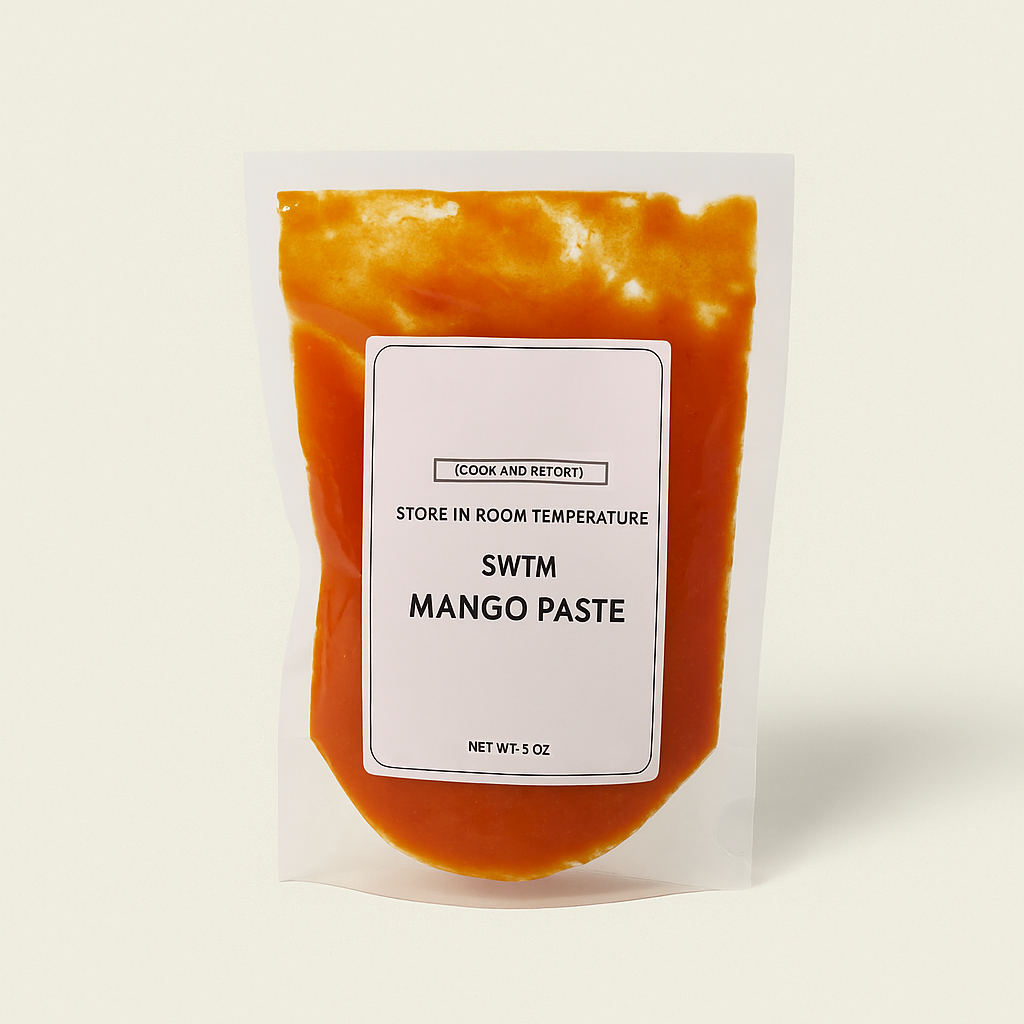 (COOK AND RETORT)
STORE IN ROOM TEMPERATURE
SWTM
MANGO PASTE
NET WT- 5 OZ